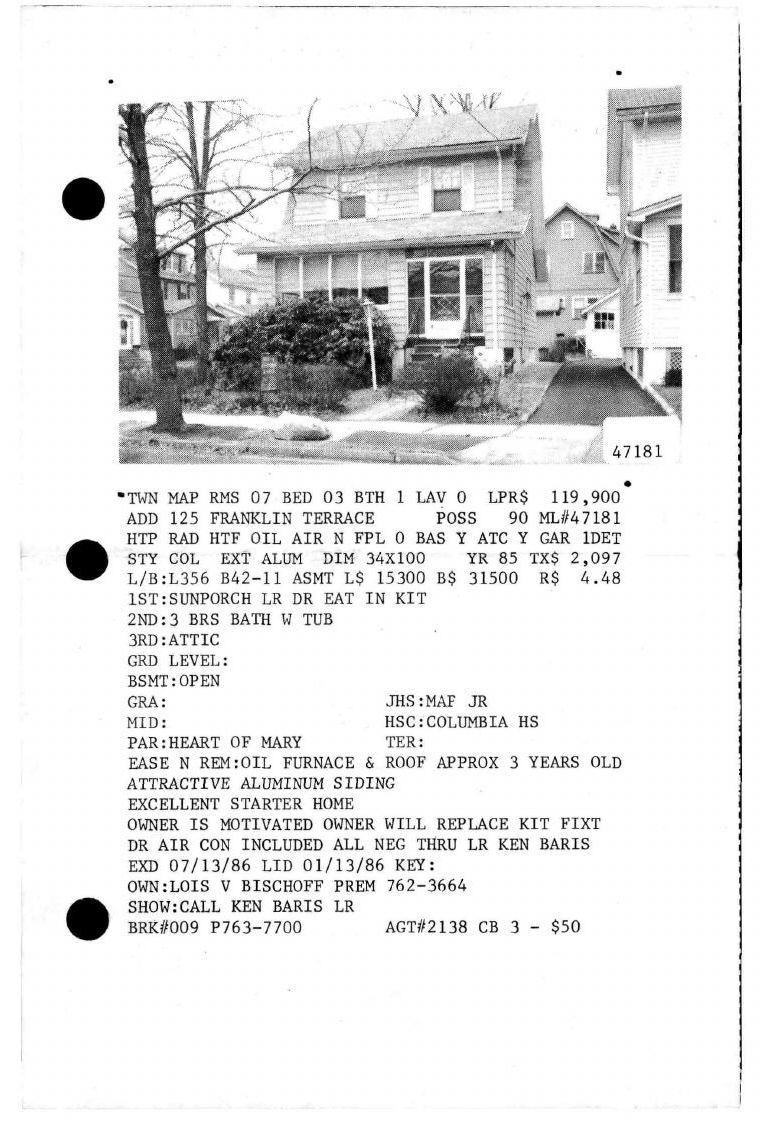 47181
TWN MAP RMS 07 BED 03 BTH 1 LAV 0 LPR$ 119,900
ADD 125 FRANKLIN TERRACE POSS 90 ML#47181
HTP RAD HTF OIL AIR N FPL 0 BAS Y ATC Y GAR 1DET
STY COL EXT ALUM DIM 34X100 YR 85 TX$ 2,097
L/B:L356 B42-11 ASMT L$ 15300 B$ 31500 R$ 4.48
1ST:SUNPORCH LR DR EAT IN KIT
2ND:3 BRS BATH W TUB
3RD:ATTIC
GRD LEVEL:
BSMT:OPEN
GRA: JHS:MAF JR
MID: HSC:COLUMBIA HS
PAR:HEART OF MARY TER:
EASE N REM:OIL FURNACE & ROOF APPROX 3 YEARS OLD
ATTRACTIVE ALUMINUM SIDING
EXCELLENT STARTER HOME
OWNER IS MOTIVATED OWNER WILL REPLACE KIT FIXT
DR AIR CON INCLUDED ALL NEG THRU LR KEN BARIS
EXD 07/13/86 LID 01/13/86 KEY:
OWN:LOIS V BISCHOFF PREM 762-3664
SHOW:CALL KEN BARIS LR
BRK#009 P763-7700 AGT#2138 CB 3 - $50